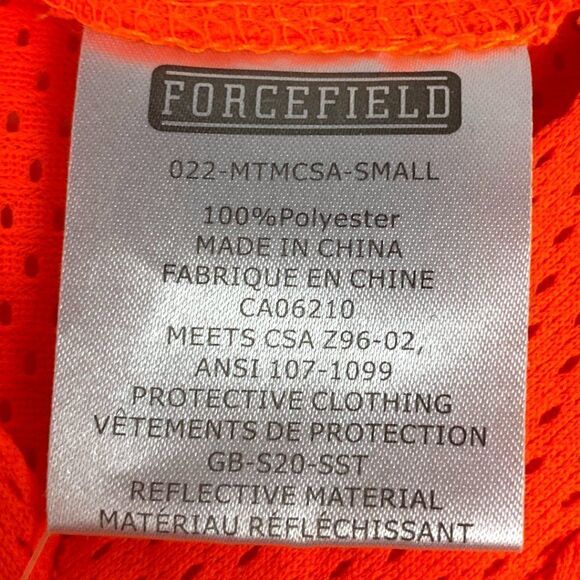 FORCEFIELD
022-MTMCSA-SMALL
100%Polyester
MADE IN CHINA
FABRIQUE EN CHINE
CA06210
MEETS CSA Z96-02,
ANSI 107-1099
PROTECTIVE CLOTHING
VÊTEMENTS DE PROTECTION
GB-S20-SST
REFLECTIVE MATERIAL
MATÉRIAU RÉFLÉCHISSANT